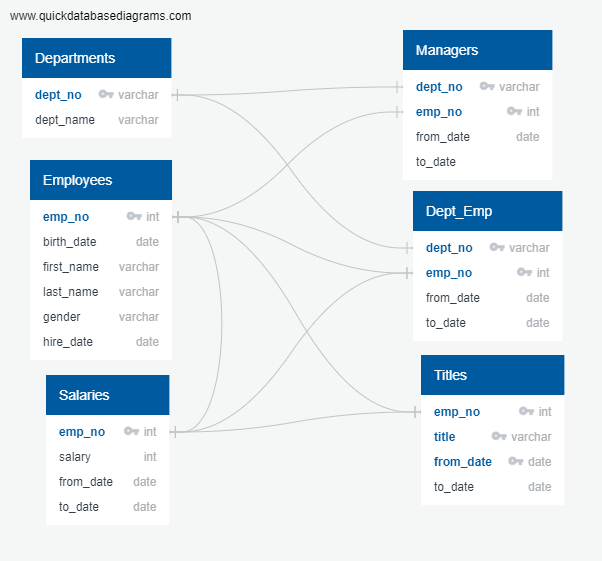 www.quickdatabasediagrams.com
Departments
dept_no varchar
dept_name varchar
Employees
emp_no int
birth_date date
first_name varchar
last_name varchar
gender varchar
hire_date date
Salaries
emp_no int
salary int
from_date date
to_date date
Managers
dept_no varchar
emp_no int
from_date date
to_date
Dept_Emp
dept_no varchar
emp_no int
from_date date
to_date date
Titles
emp_no int
title varchar
from_date date
to_date date